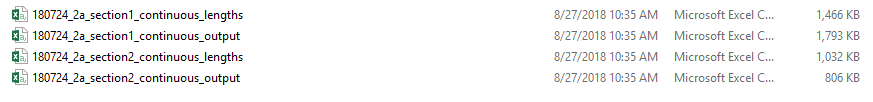 180724_2a_section1_continuous_lengths 8/27/2018 10:35 AM Microsoft Excel C... 1,466 KB
180724_2a_section1_continuous_output 8/27/2018 10:35 AM Microsoft Excel C... 1,793 KB
180724_2a_section2_continuous_lengths 8/27/2018 10:35 AM Microsoft Excel C... 1,032 KB
180724_2a_section2_continuous_output 8/27/2018 10:35 AM Microsoft Excel C... 806 KB